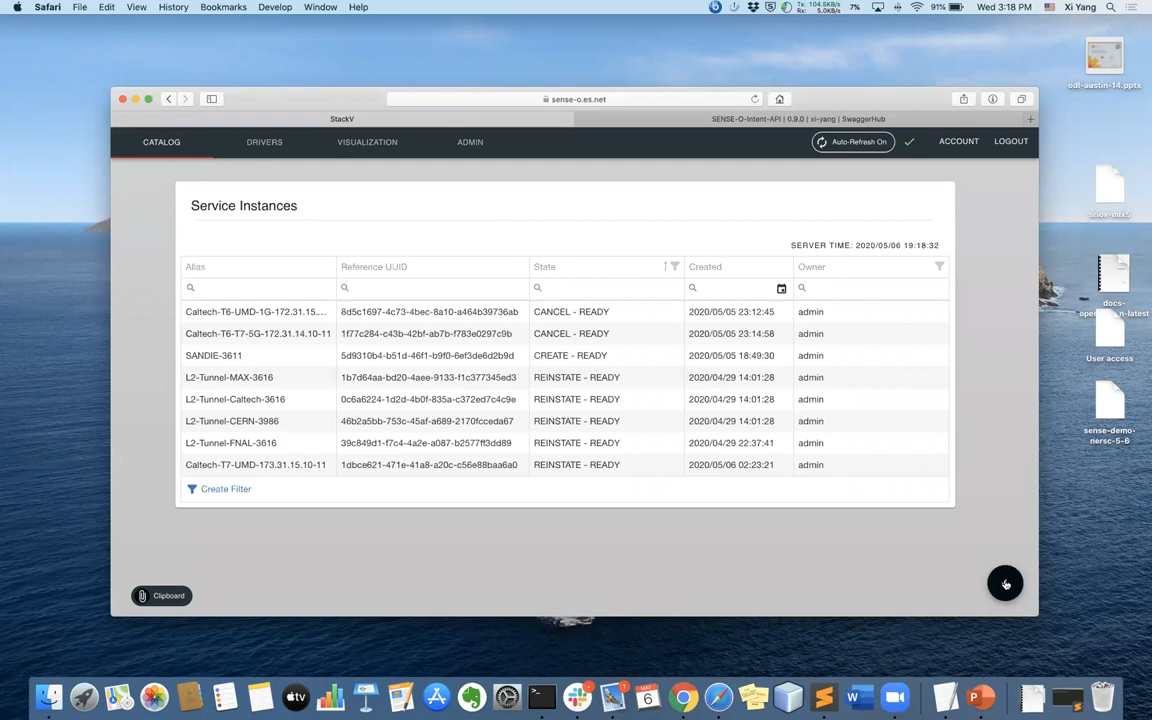 Safari File Edit View History Bookmarks Develop Window Help Tx: 104.5KB/s Rx: 5.0KB/s 7% 91% Wed 3:18 PM Xi Yang
odl-austin-14.pptx
sense-o.es.net
StackV SENSE-O-Intent-API | 0.9.0 | xi-yang | SwaggerHub
CATALOG DRIVERS VISUALIZATION ADMIN Auto-Refresh On ACCOUNT LOGOUT
Service Instances
SERVER TIME: 2020/05/06 19:18:32
Alias Reference UUID State Created Owner
Caltech-T6-UMD-1G-172.31.15.... 8d5c1697-4c73-4bec-8a10-a464b39736ab CANCEL - READY 2020/05/05 23:12:45 admin
Caltech-T6-T7-5G-172.31.14.10-11 1f77c284-c43b-42bf-ab7b-f783e0297c9b CANCEL - READY 2020/05/05 23:14:58 admin
SANDIE-3611 5d9310b4-b51d-46f1-b9f0-6ef3de6d2b9d CREATE - READY 2020/05/05 18:49:30 admin
L2-Tunnel-MAX-3616 1b7d64aa-bd20-4aee-9133-f1c377345ed3 REINSTATE - READY 2020/04/29 14:01:28 admin
L2-Tunnel-Caltech-3616 0c6a6224-1d2d-4b0f-835a-c372ed7c4c9e REINSTATE - READY 2020/04/29 14:01:28 admin
L2-Tunnel-CERN-3986 46b2a5bb-753c-45af-a689-2170fcceda67 REINSTATE - READY 2020/04/29 14:01:28 admin
L2-Tunnel-FNAL-3616 39c849d1-f7c4-4a2e-a087-b2577ff3dd89 REINSTATE - READY 2020/04/29 22:37:41 admin
Caltech-T7-UMD-173.31.15.10-11 1dbce621-471e-41a8-a20c-c56e88baa6a0 REINSTATE - READY 2020/05/06 02:23:21 admin
Create Filter
Clipboard
sriov-mlx5
docs-
n-latest
User access
sense-demo-
nersc-5-6
MAY
6